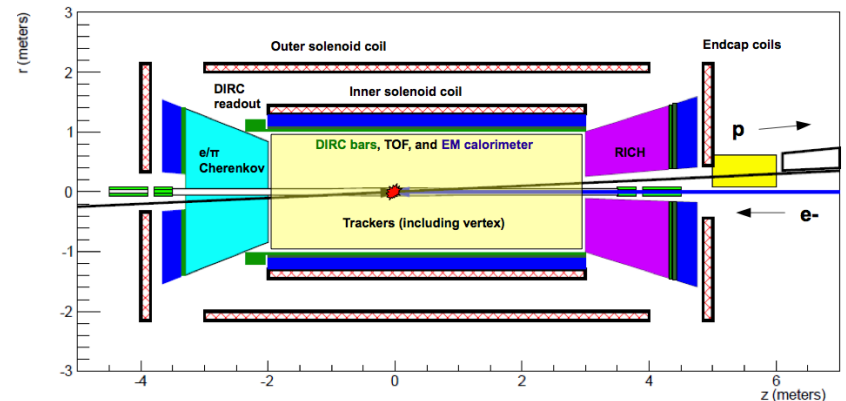 r (meters)
3
2
1
0
-1
-2
-3
Outer solenoid coil
Endcap coils
DIRC
readout
Inner solenoid coil
e/π
Cherenkov
DIRC bars, TOF, and EM calorimeter
RICH
p
Trackers (including vertex)
e-
-4
-2
0
2
4
6
z (meters)